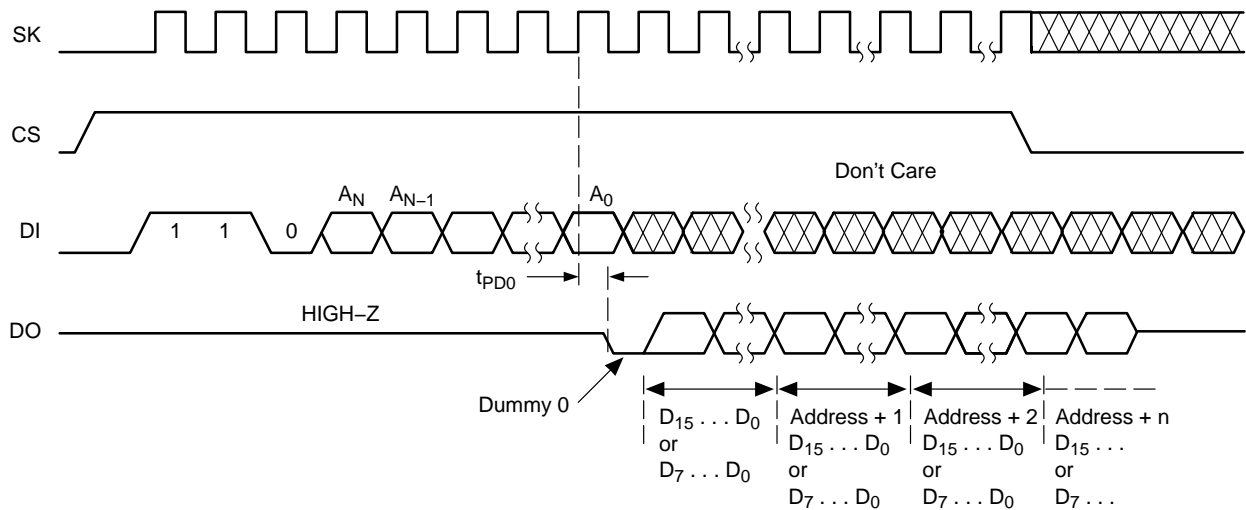 SK
CS
Don't Care
A_N A_N–1 A_0
DI 1 1 0
t_PD0
HIGH–Z
DO
Dummy 0
D_15 . . . D_0
or
D_7 . . . D_0
Address + 1
D_15 . . . D_0
or
D_7 . . . D_0
Address + 2
D_15 . . . D_0
or
D_7 . . . D_0
Address + n
D_15 . . .
or
D_7 . . .